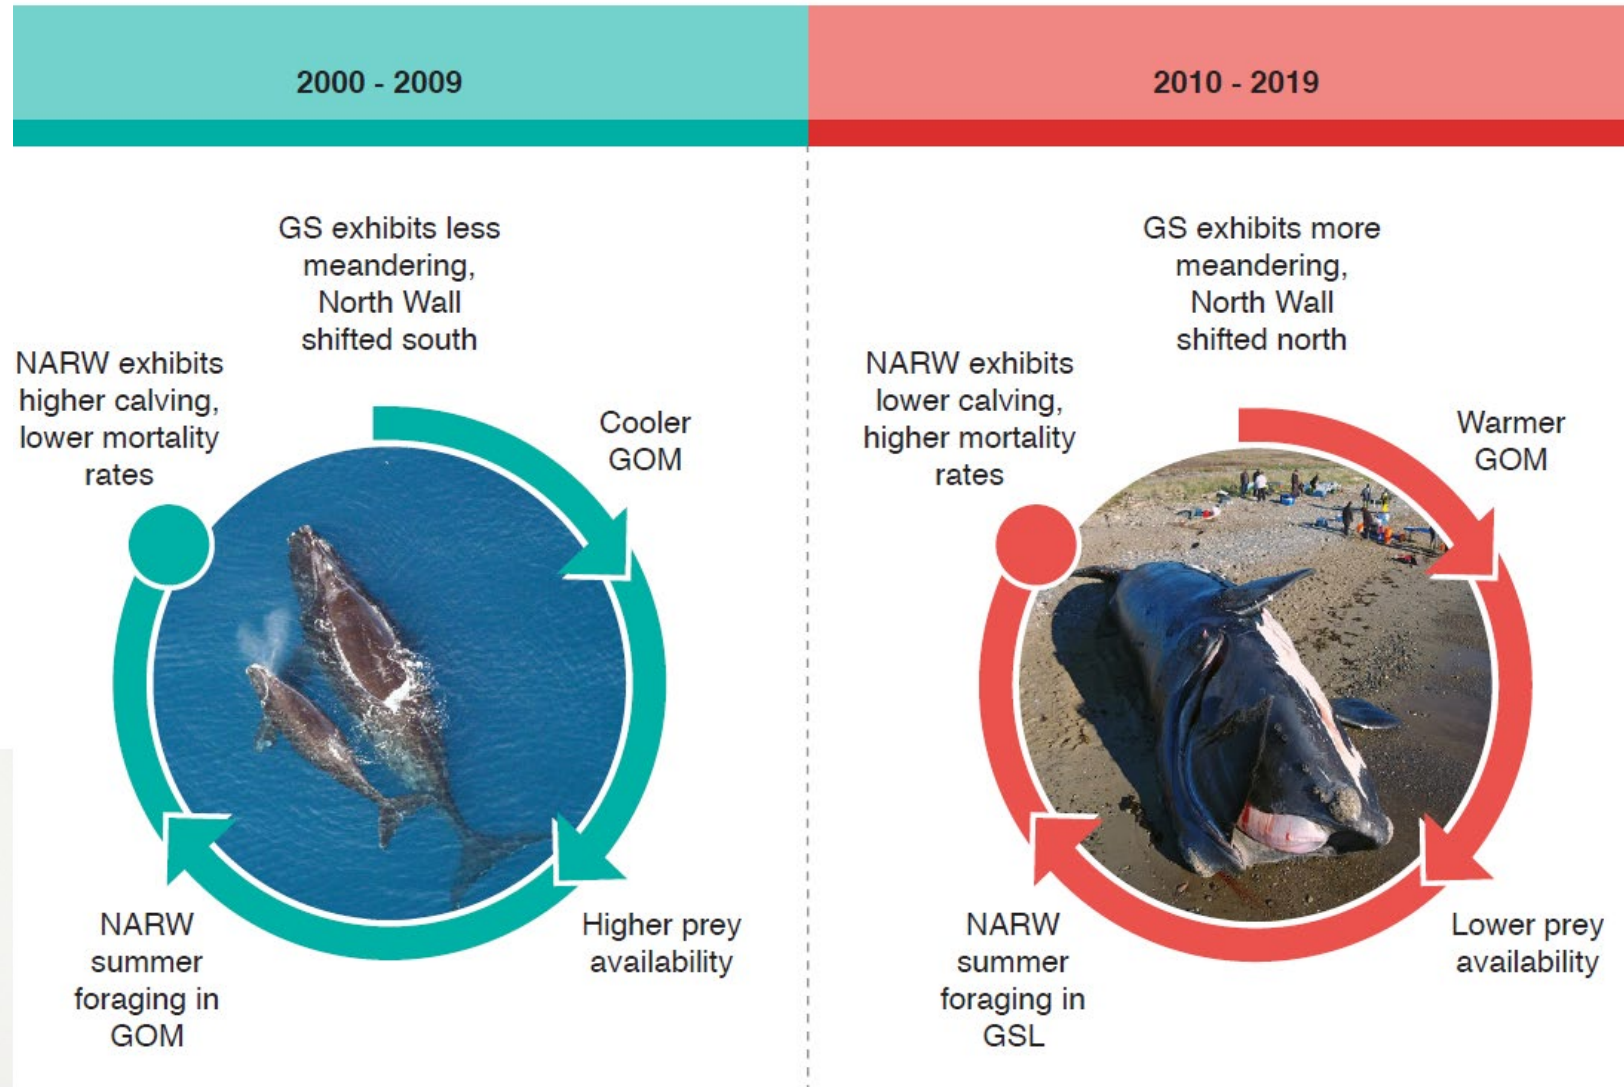 2000 - 2009
GS exhibits less
meandering,
North Wall
shifted south
NARW exhibits
higher calving,
lower mortality
rates
Cooler
GOM
Higher prey
availability
NARW
summer
foraging in
GOM
2010 - 2019
GS exhibits more
meandering,
North Wall
shifted north
NARW exhibits
lower calving,
higher mortality
rates
Warmer
GOM
Lower prey
availability
NARW
summer
foraging in
GSL